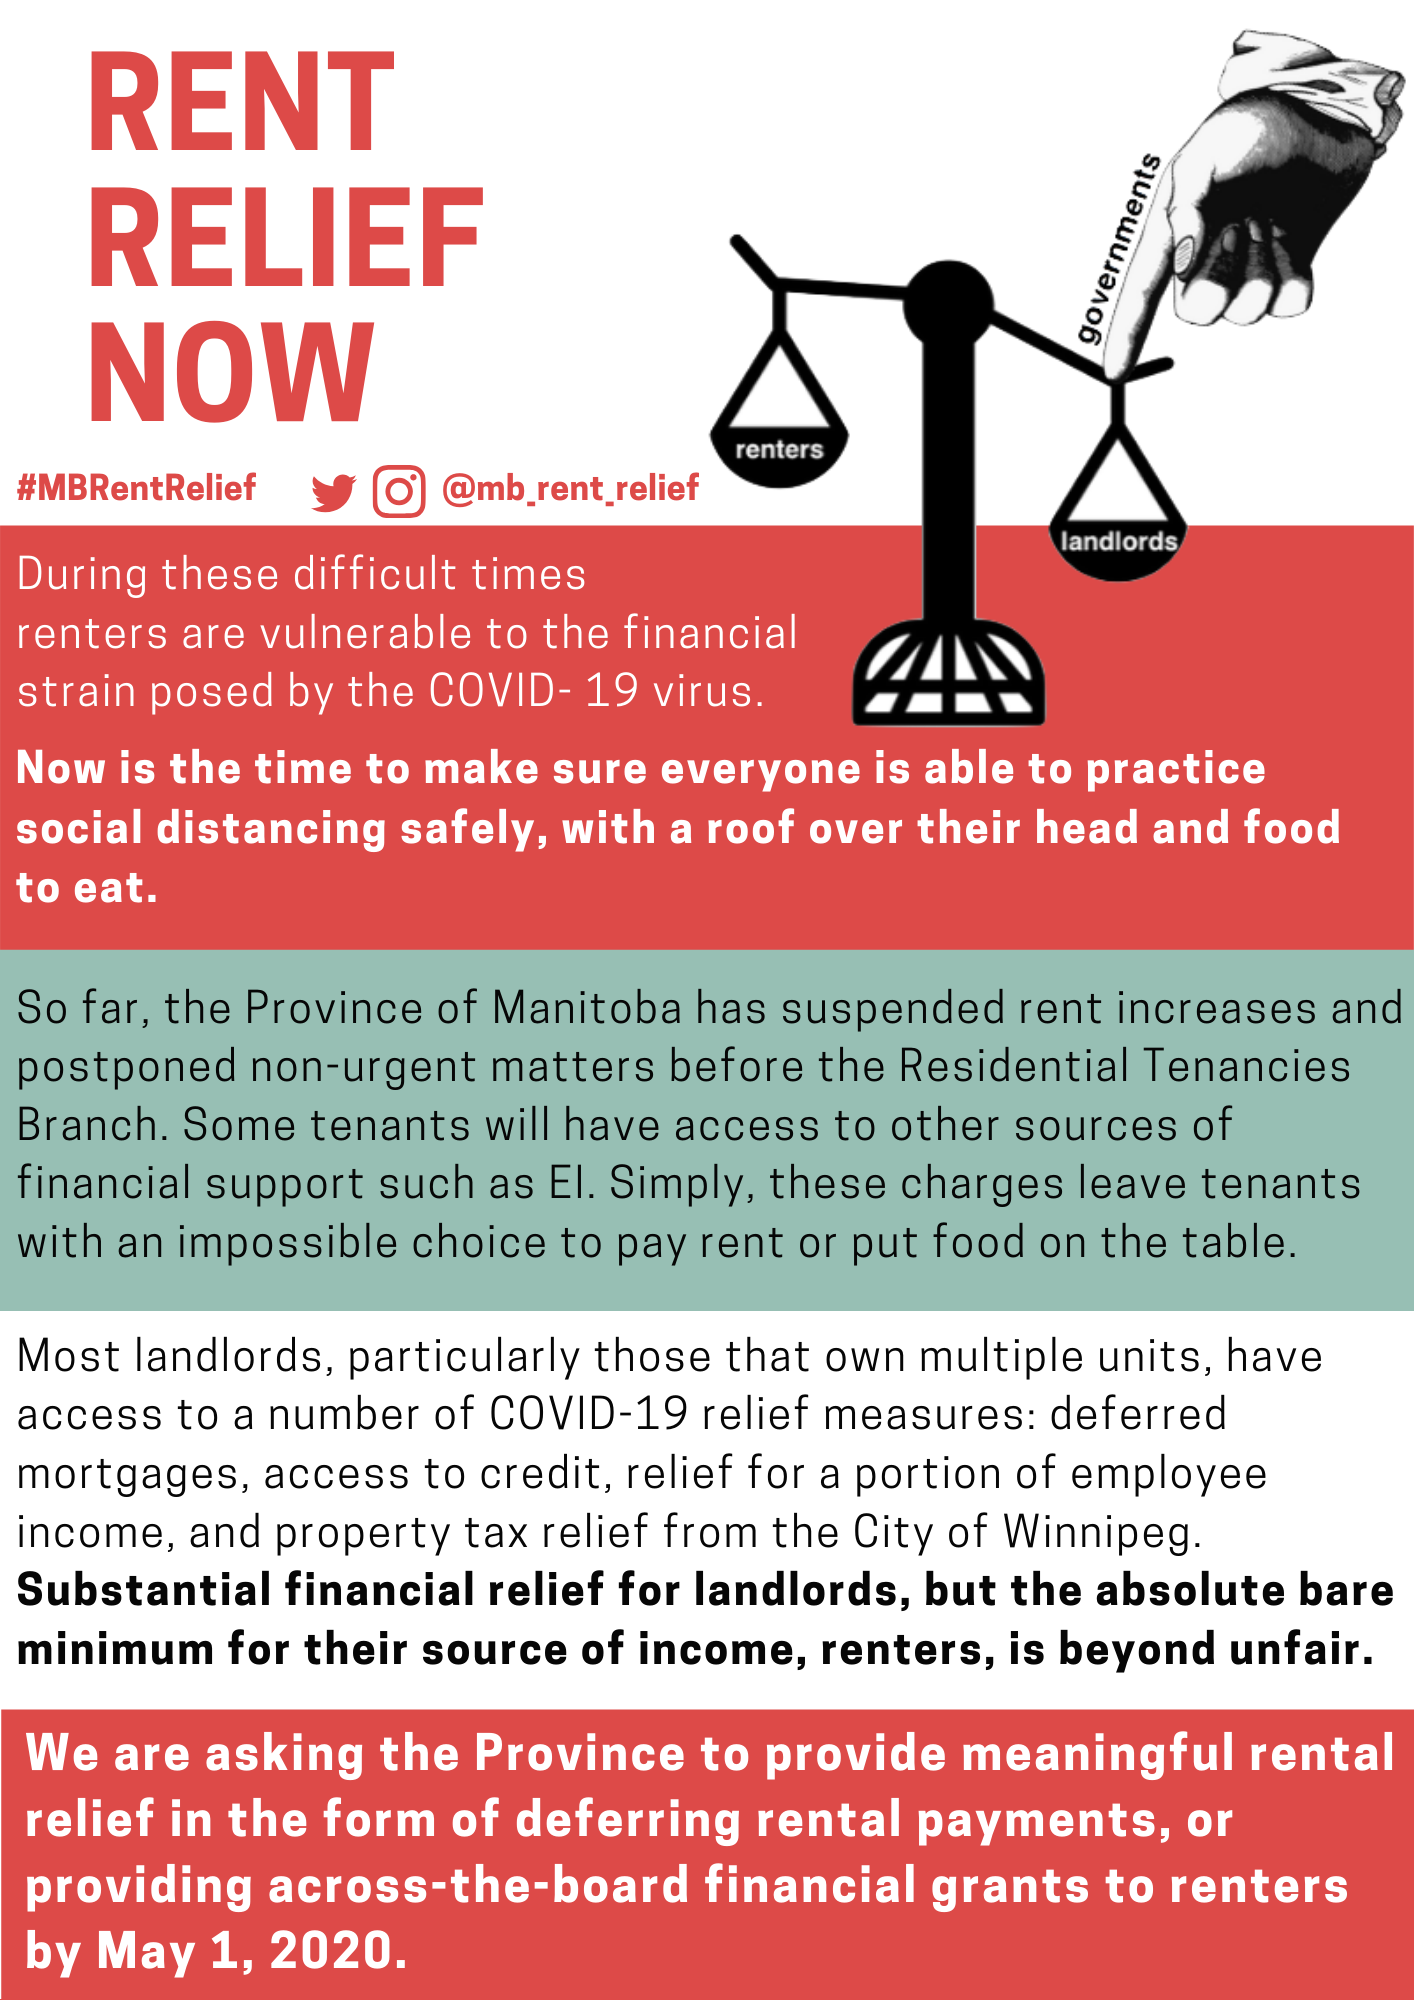 RENT
RELIEF
NOW
governments
renters
landlords
#MBRentRelief @mb_rent_relief
During these difficult times
renters are vulnerable to the financial
strain posed by the COVID- 19 virus.
Now is the time to make sure everyone is able to practice
social distancing safely, with a roof over their head and food
to eat.
So far, the Province of Manitoba has suspended rent increases and
postponed non-urgent matters before the Residential Tenancies
Branch. Some tenants will have access to other sources of
financial support such as EI. Simply, these charges leave tenants
with an impossible choice to pay rent or put food on the table.
Most landlords, particularly those that own multiple units, have
access to a number of COVID-19 relief measures: deferred
mortgages, access to credit, relief for a portion of employee
income, and property tax relief from the City of Winnipeg.
Substantial financial relief for landlords, but the absolute bare
minimum for their source of income, renters, is beyond unfair.
We are asking the Province to provide meaningful rental
relief in the form of deferring rental payments, or
providing across-the-board financial grants to renters
by May 1, 2020.